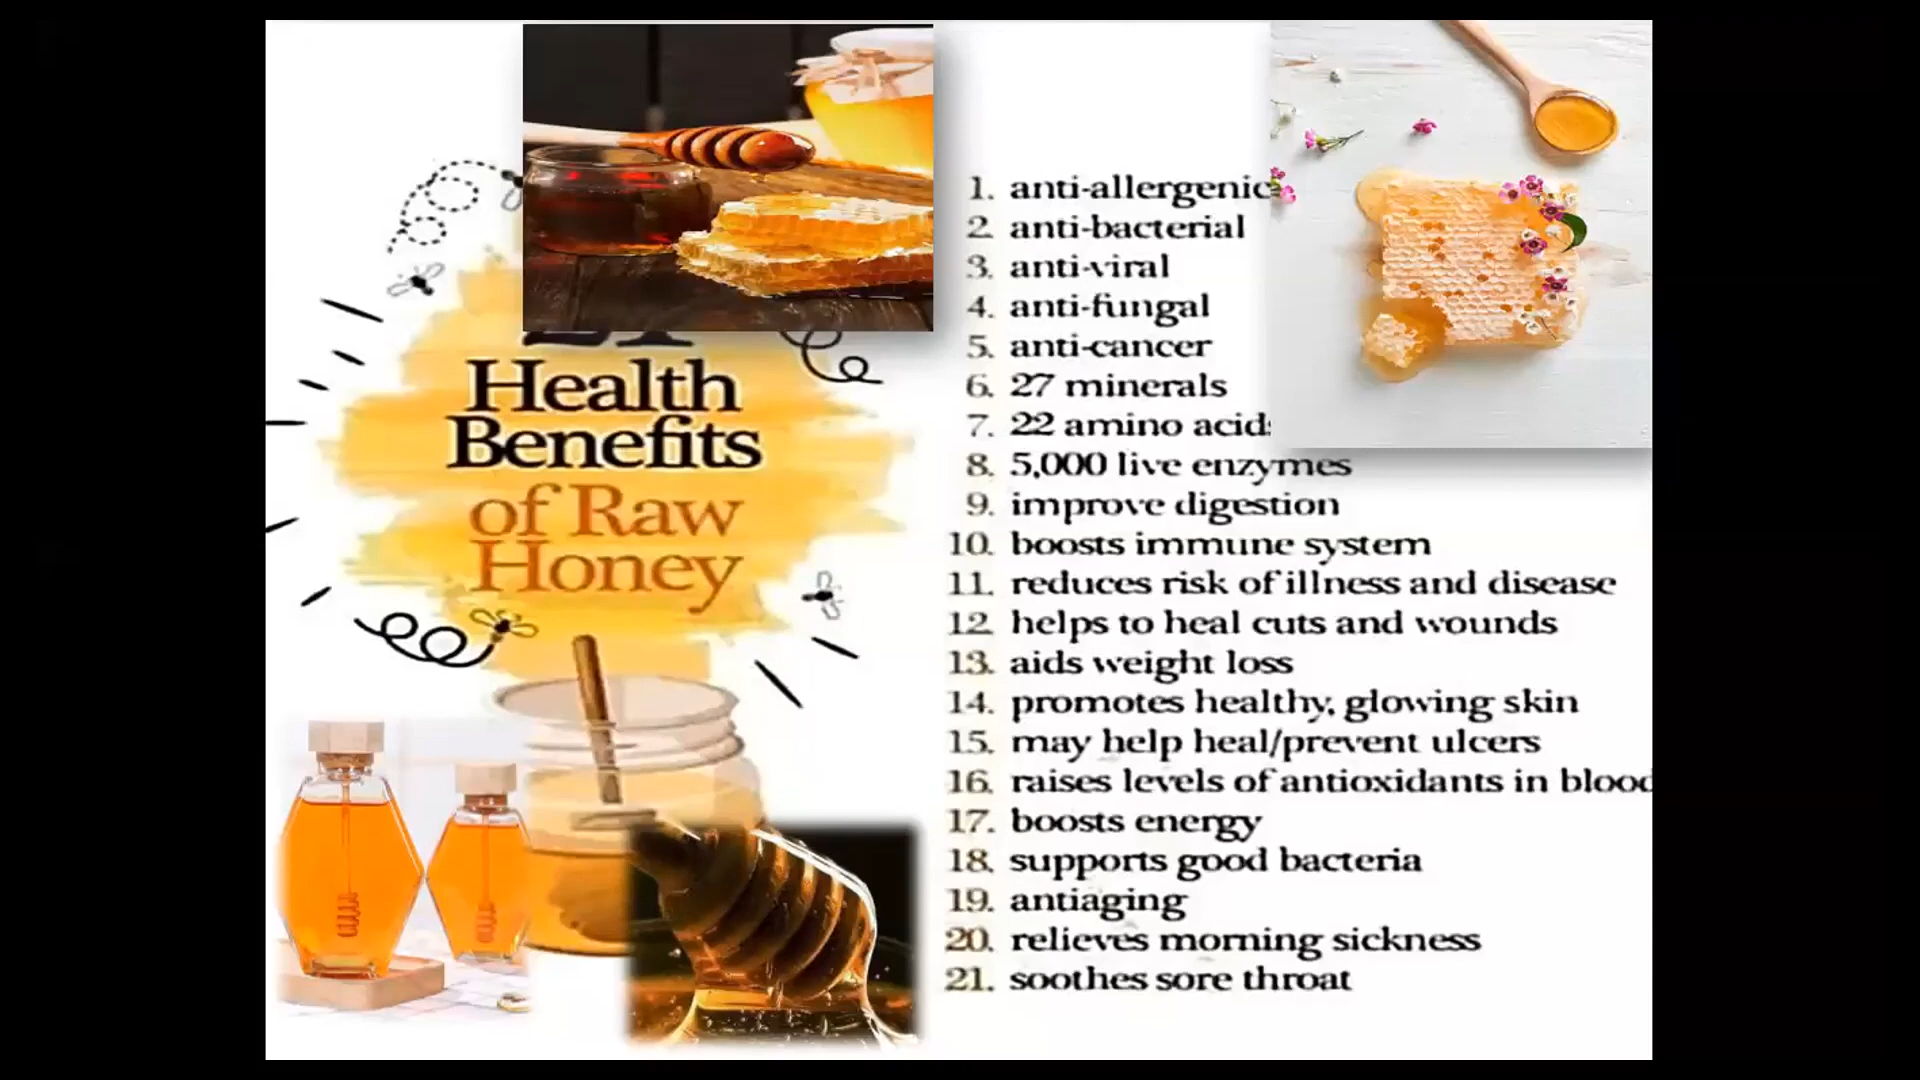 Health
Benefits
of Raw
Honey
1. anti-allergenic
2. anti-bacterial
3. anti-viral
4. anti-fungal
5. anti-cancer
6. 27 minerals
7. 22 amino acids
8. 5,000 live enzymes
9. improve digestion
10. boosts immune system
11. reduces risk of illness and disease
12. helps to heal cuts and wounds
13. aids weight loss
14. promotes healthy, glowing skin
15. may help heal/prevent ulcers
16. raises levels of antioxidants in blood
17. boosts energy
18. supports good bacteria
19. antiaging
20. relieves morning sickness
21. soothes sore throat